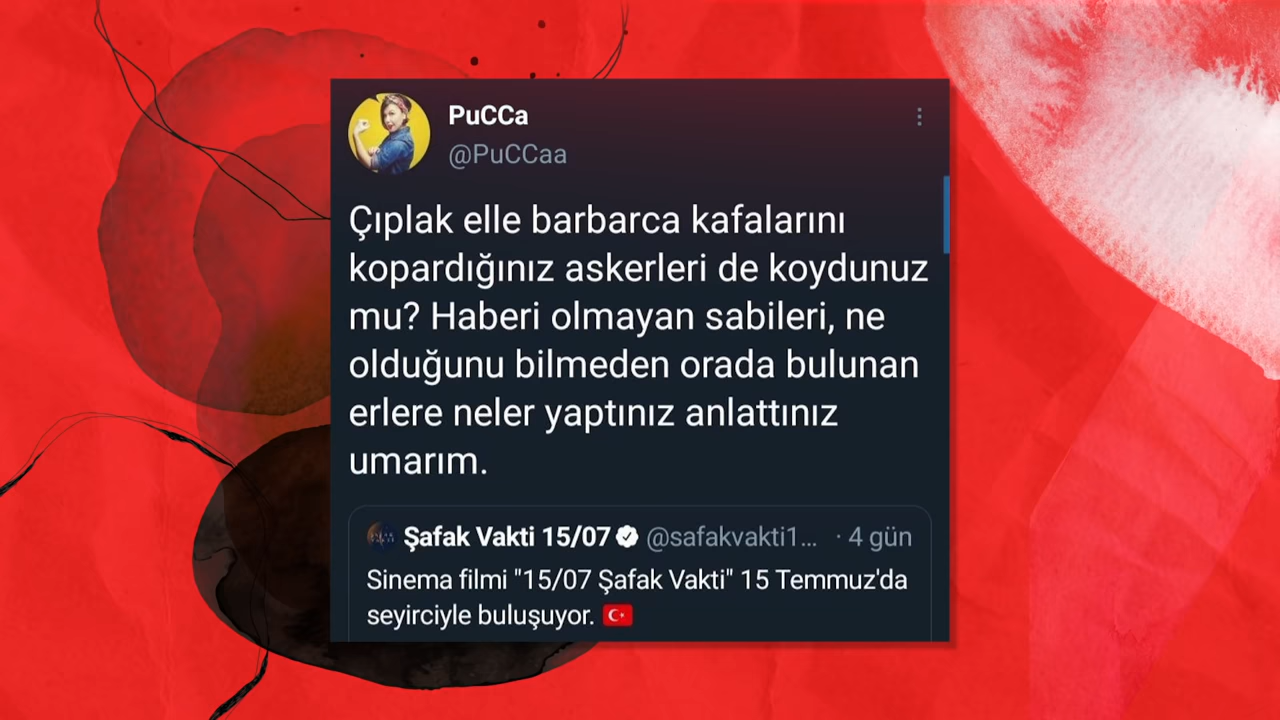 PuCCa
@PuCCaa
Çıplak elle barbarca kafalarını
kopardığınız askerleri de koydunuz
mu? Haberi olmayan sabileri, ne
olduğunu bilmeden orada bulunan
erlere neler yaptınız anlattınız
umarım.
Şafak Vakti 15/07 @safakvakti1... · 4 gün
Sinema filmi "15/07 Şafak Vakti" 15 Temmuz'da
seyirciyle buluşuyor.